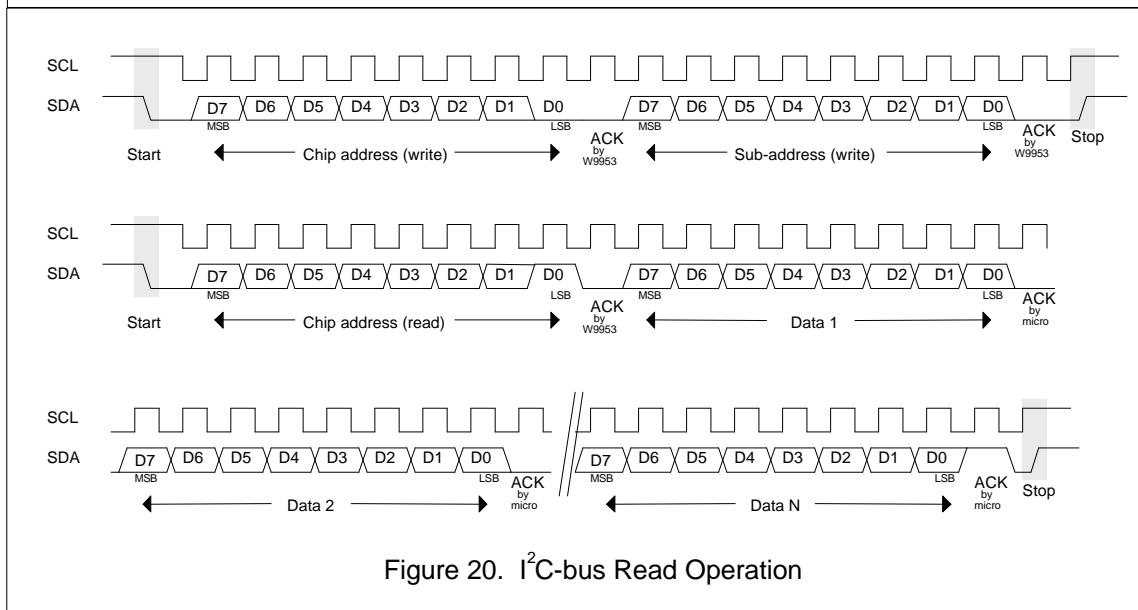 SCL
SDA D7 D6 D5 D4 D3 D2 D1 D0 D7 D6 D5 D4 D3 D2 D1 D0
MSB LSB MSB LSB
Start Chip address (write) ACK by W9953 Sub-address (write) ACK by W9953 Stop
SCL
SDA D7 D6 D5 D4 D3 D2 D1 D0 D7 D6 D5 D4 D3 D2 D1 D0
MSB LSB MSB LSB
Start Chip address (read) ACK by W9953 Data 1 ACK by micro
SCL
SDA D7 D6 D5 D4 D3 D2 D1 D0 D7 D6 D5 D4 D3 D2 D1 D0
MSB LSB MSB LSB
Data 2 ACK by micro Data N ACK by micro Stop
Figure 20. I²C-bus Read Operation